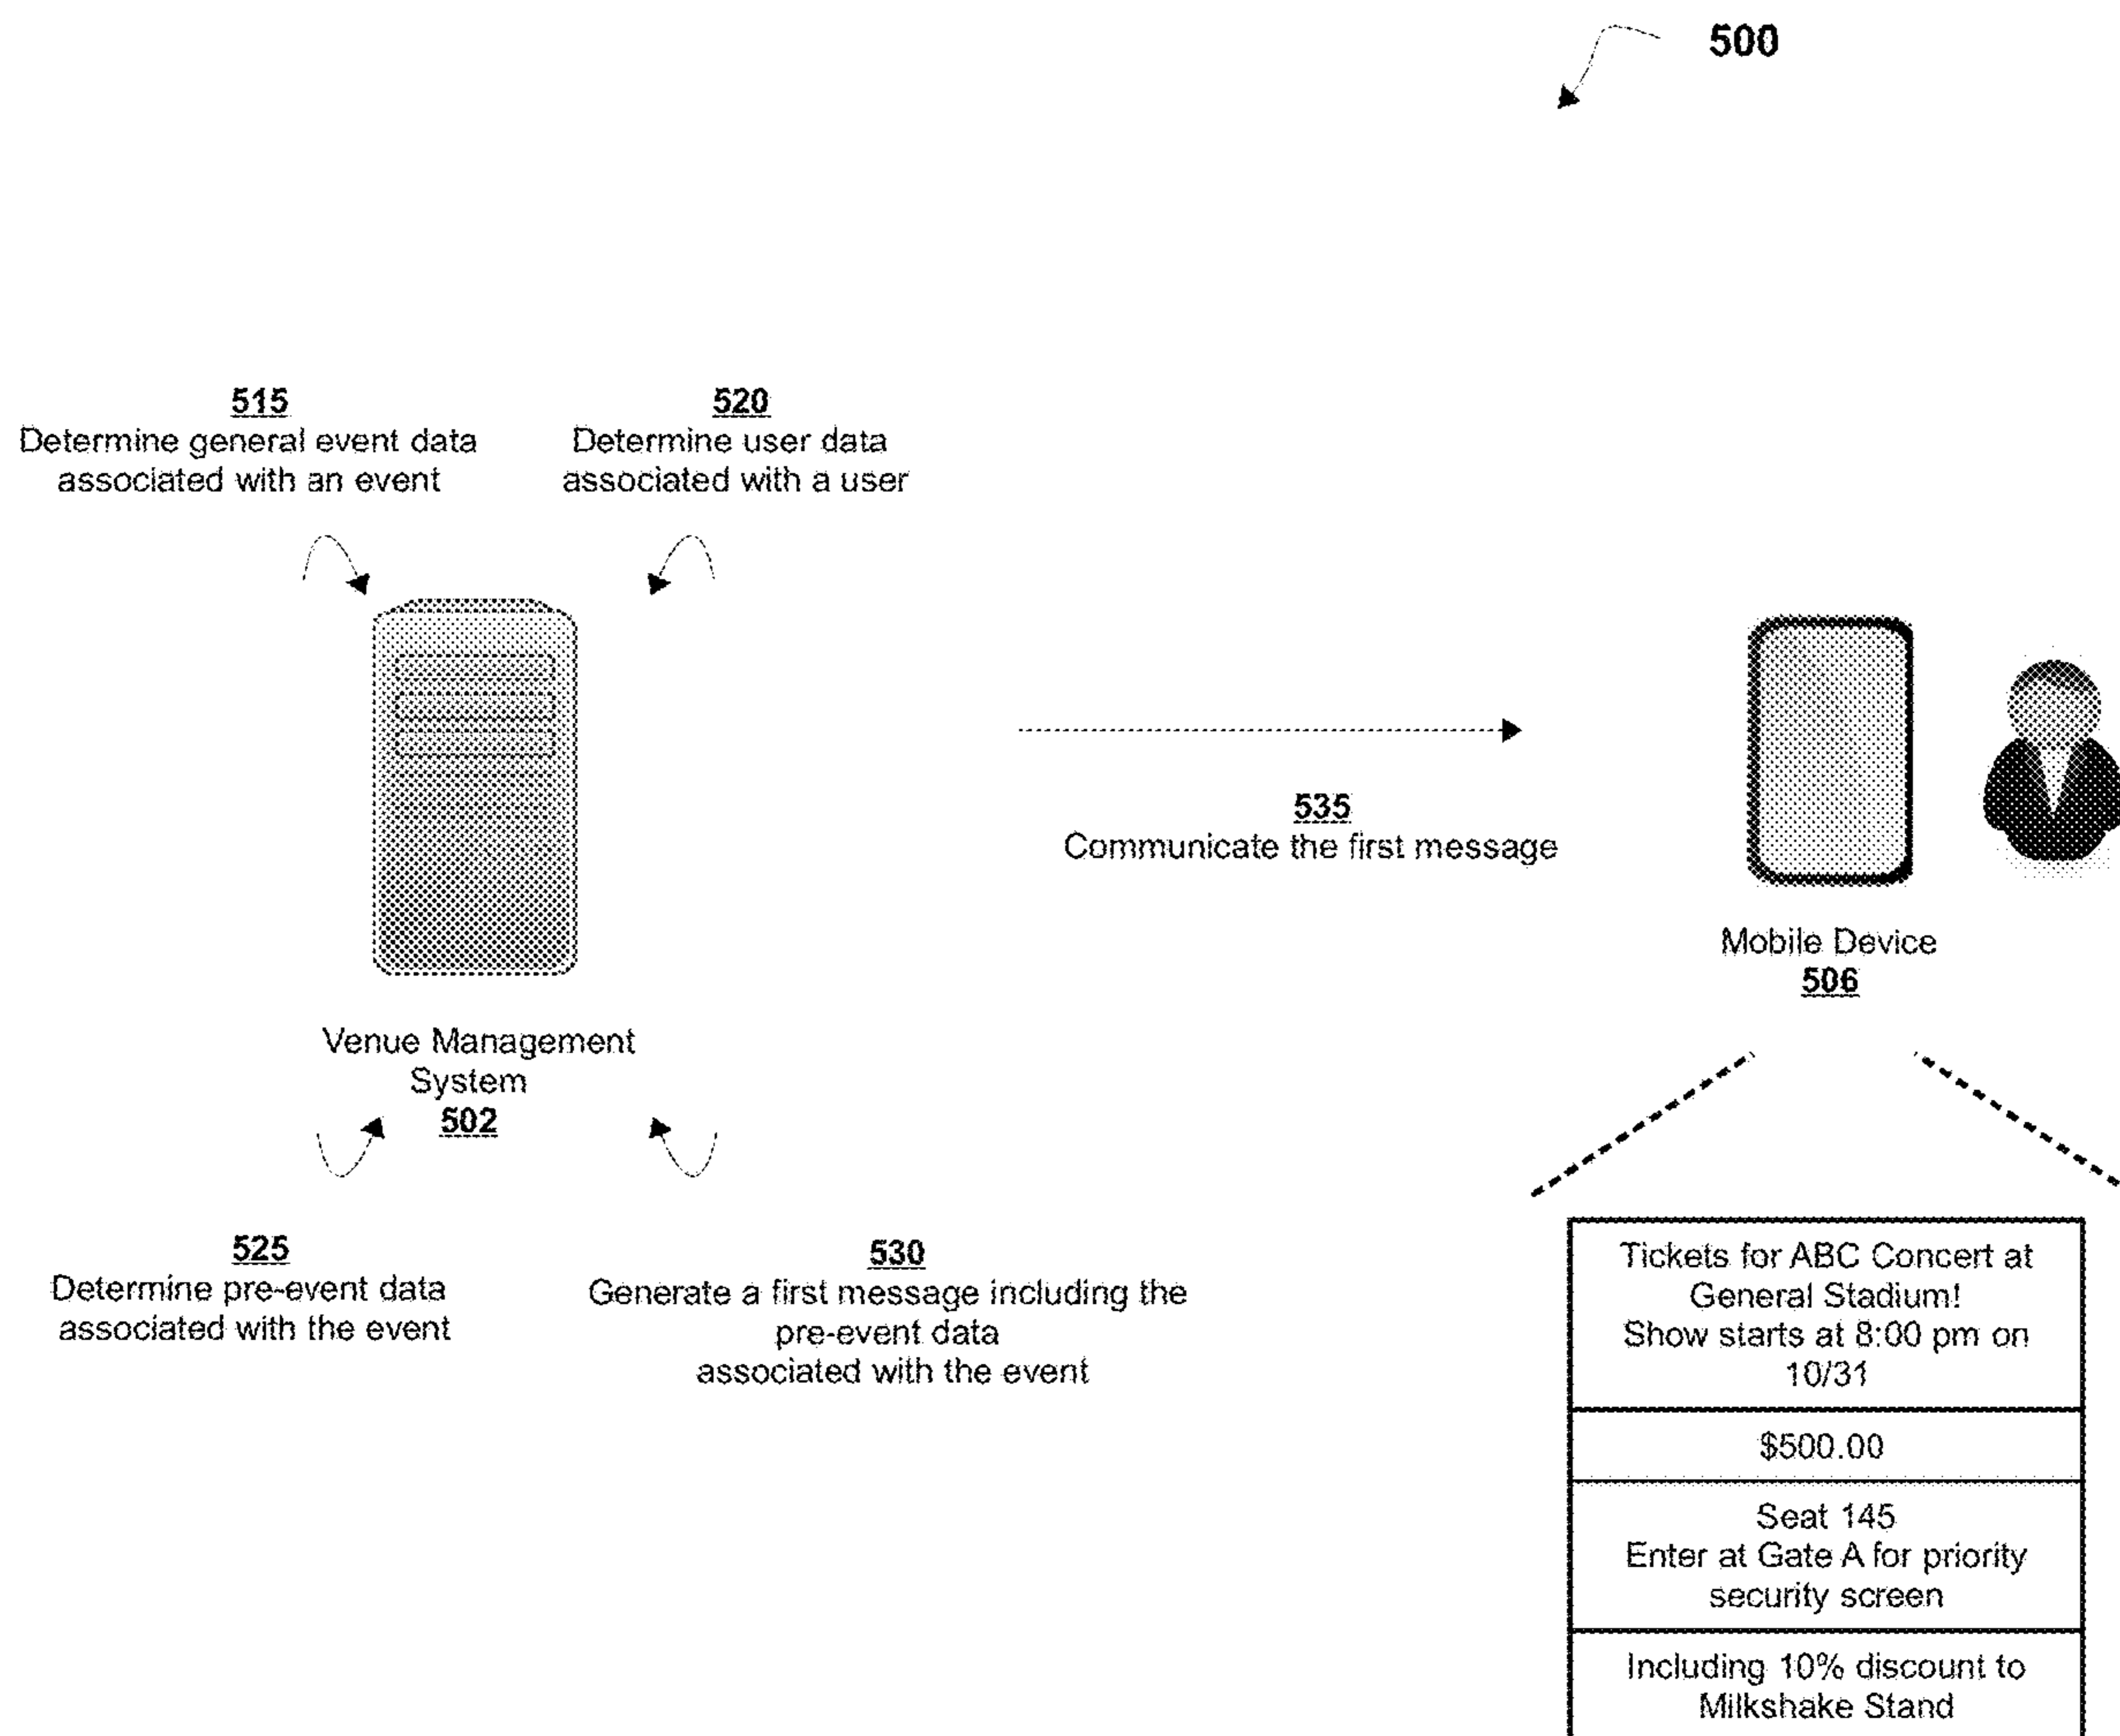 500
515
Determine general event data
associated with an event
520
Determine user data
associated with a user
535
Communicate the first message
Mobile Device
506
Venue Management
System
502
525
Determine pre-event data
associated with the event
530
Generate a first message including the
pre-event data
associated with the event
Tickets for ABC Concert at
General Stadium!
Show starts at 8:00 pm on
10/31
$500.00
Seat 145
Enter at Gate A for priority
security screen
Including 10% discount to
Milkshake Stand